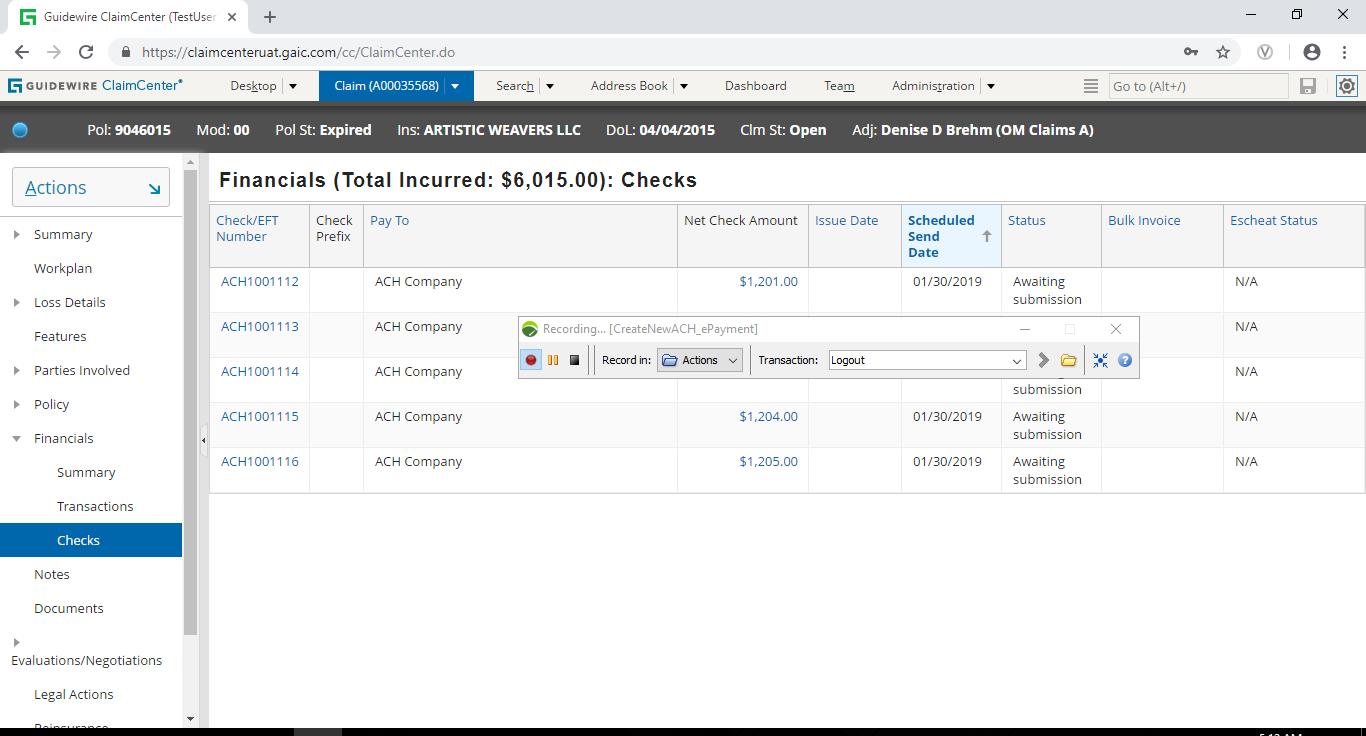 Guidewire ClaimCenter (TestUser
https://claimcenteruat.gaic.com/cc/ClaimCenter.do
GUIDEWIRE ClaimCenter Desktop Claim (A00035568) Search Address Book Dashboard Team Administration Go to (Alt+/)
Pol: 9046015 Mod: 00 Pol St: Expired Ins: ARTISTIC WEAVERS LLC DoL: 04/04/2015 Clm St: Open Adj: Denise D Brehm (OM Claims A)
Actions
Summary
Workplan
Loss Details
Features
Parties Involved
Policy
Financials
Summary
Transactions
Checks
Notes
Documents
Evaluations/Negotiations
Legal Actions
Reinsurance
Financials (Total Incurred: $6,015.00): Checks
Check/EFT Number
Check Prefix
Pay To
Net Check Amount
Issue Date
Scheduled Send Date
Status
Bulk Invoice
Escheat Status
ACH1001112 ACH Company $1,201.00 01/30/2019 Awaiting submission N/A
ACH1001113 ACH Company N/A
ACH1001114 ACH Company submission N/A
ACH1001115 ACH Company $1,204.00 01/30/2019 Awaiting submission N/A
ACH1001116 ACH Company $1,205.00 01/30/2019 Awaiting submission N/A
Recording... [CreateNewACH_ePayment]
Record in: Actions Transaction: Logout